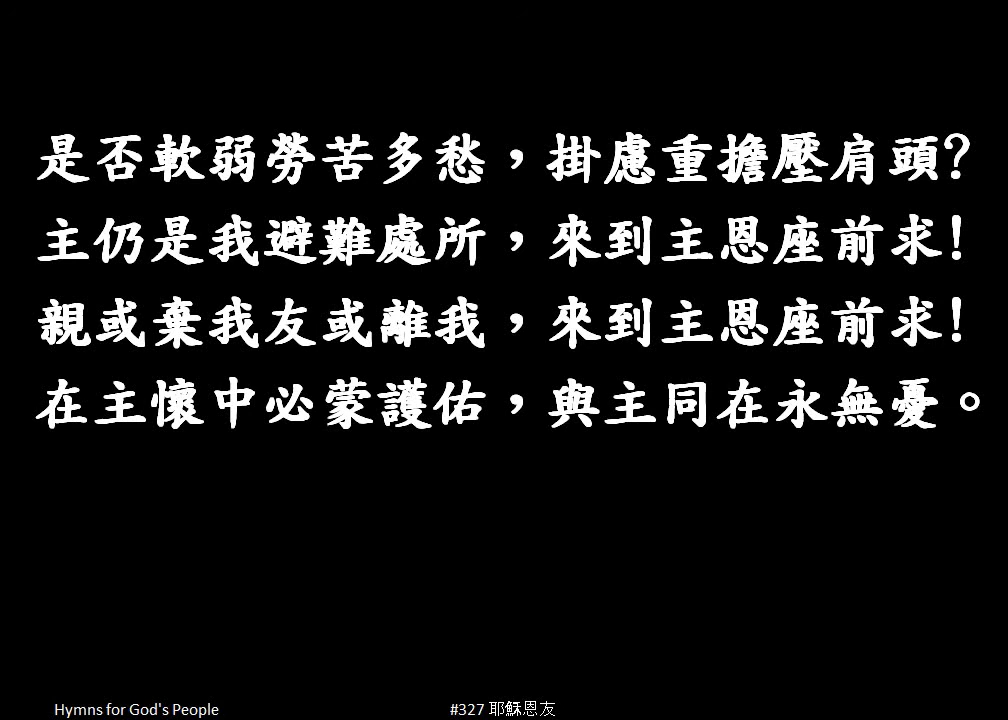 是否軟弱勞苦多愁，掛慮重擔壓肩頭?
主仍是我避難處所，來到主恩座前求!
親或棄我友或離我，來到主恩座前求!
在主懷中必蒙護佑，與主同在永無憂。
Hymns for God's People
#327 耶穌恩友